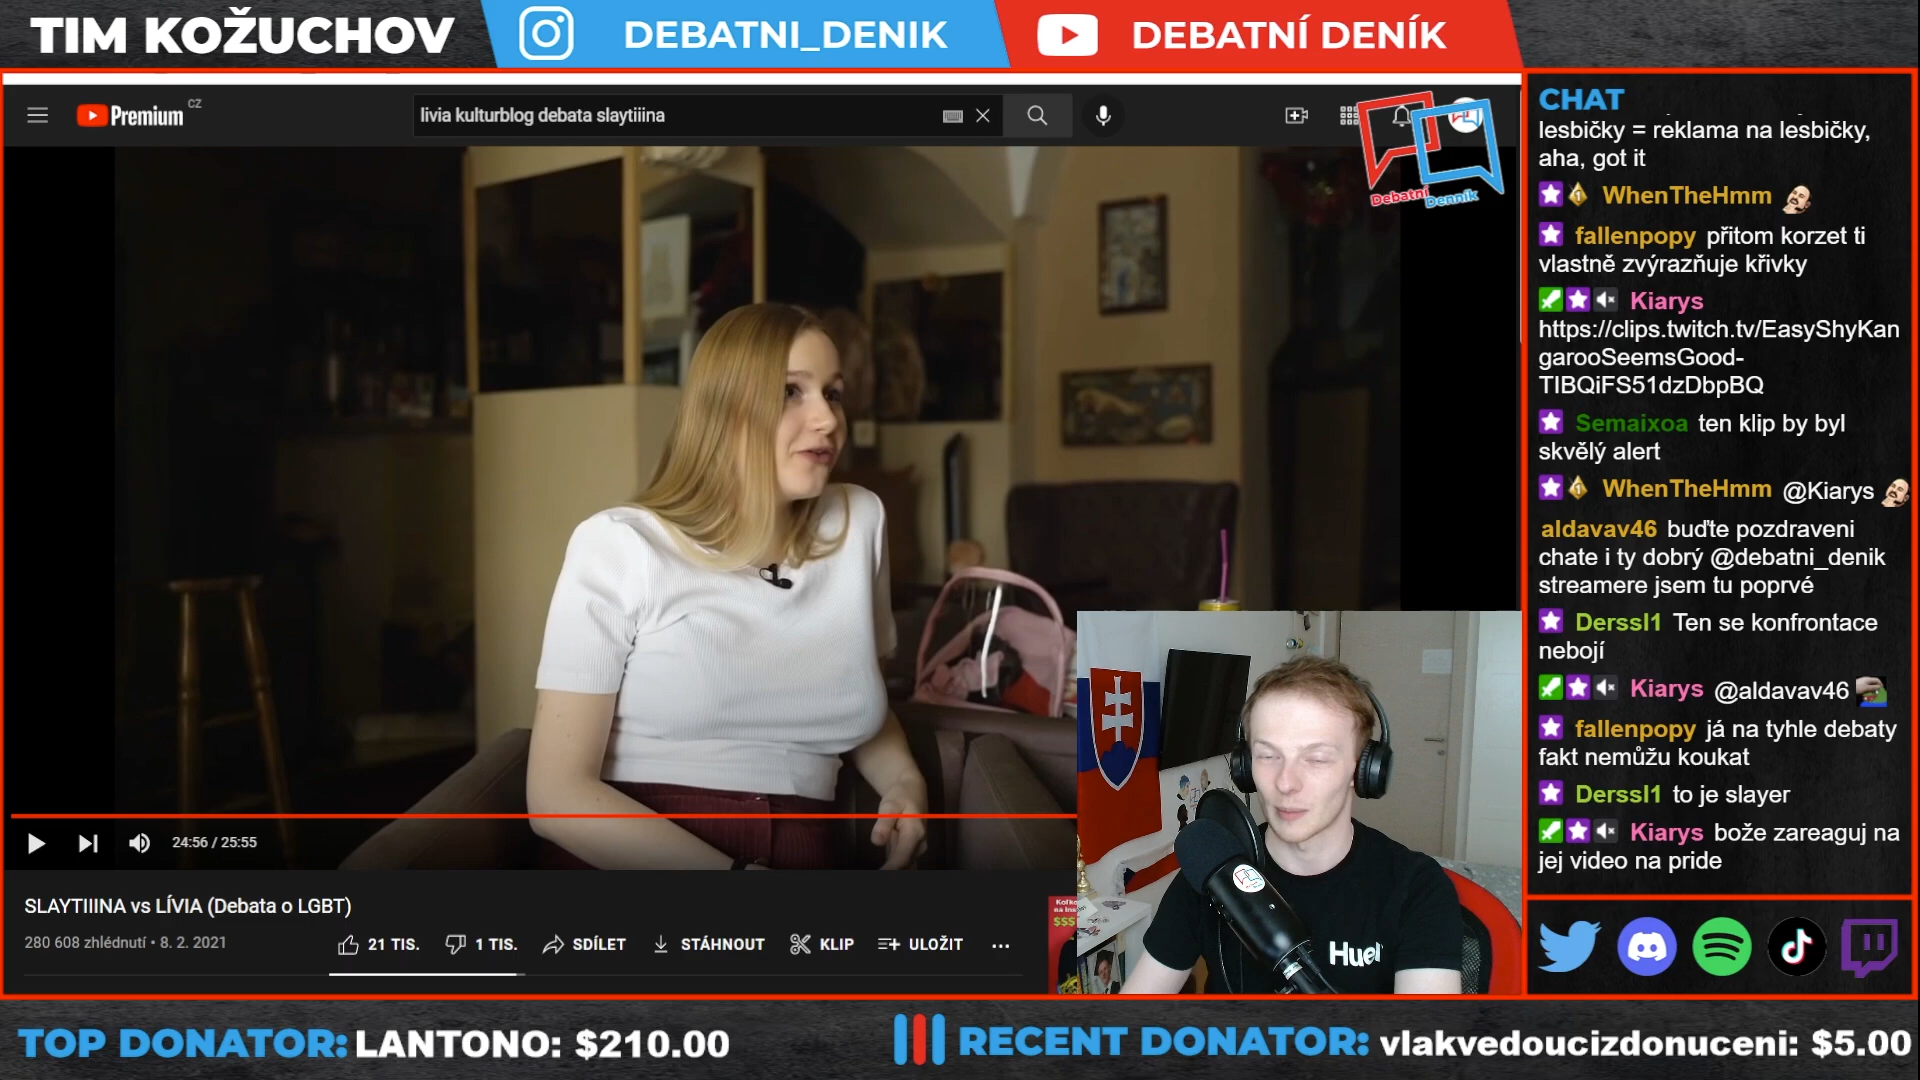 TIM KOŽUCHOV
DEBATNI_DENIK
DEBATNÍ DENÍK
Premium CZ
livia kulturblog debata slaytiiina
Debatní
Denník
24:56 / 25:55
SLAYTIIINA vs LÍVIA (Debata o LGBT)
280 608 zhlédnutí • 8. 2. 2021
21 TIS.
1 TIS.
SDÍLET
STÁHNOUT
KLIP
ULOŽIT
$$$
Huel
CHAT
lesbičky = reklama na lesbičky,
aha, got it
WhenTheHmm
fallenpopy přitom korzet ti
vlastně zvýrazňuje křivky
Kiarys
https://clips.twitch.tv/EasyShyKan
garooSeemsGood-
TIBQiFS51dzDbpBQ
Semaixoa ten klip by byl
skvělý alert
WhenTheHmm @Kiarys
aldavav46 buďte pozdraveni
chate i ty dobrý @debatni_denik
streamere jsem tu poprvé
Derssl1 Ten se konfrontace
nebojí
Kiarys @aldavav46
fallenpopy já na tyhle debaty
fakt nemůžu koukat
Derssl1 to je slayer
Kiarys bože zareaguj na
jej video na pride
TOP DONATOR: LANTONO: $210.00
RECENT DONATOR: vlakvedoucizdonuceni: $5.00